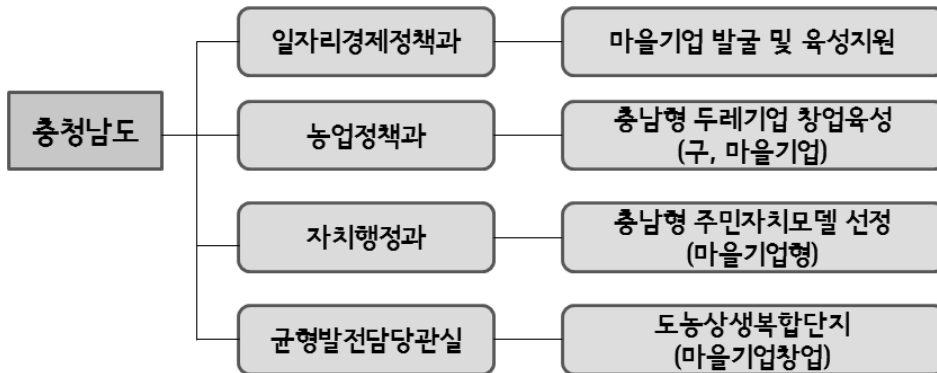 충청남도
일자리경제정책과
마을기업 발굴 및 육성지원
농업정책과
충남형 두레기업 창업육성
(구, 마을기업)
자치행정과
충남형 주민자치모델 선정
(마을기업형)
균형발전담당관실
도농상생복합단지
(마을기업창업)